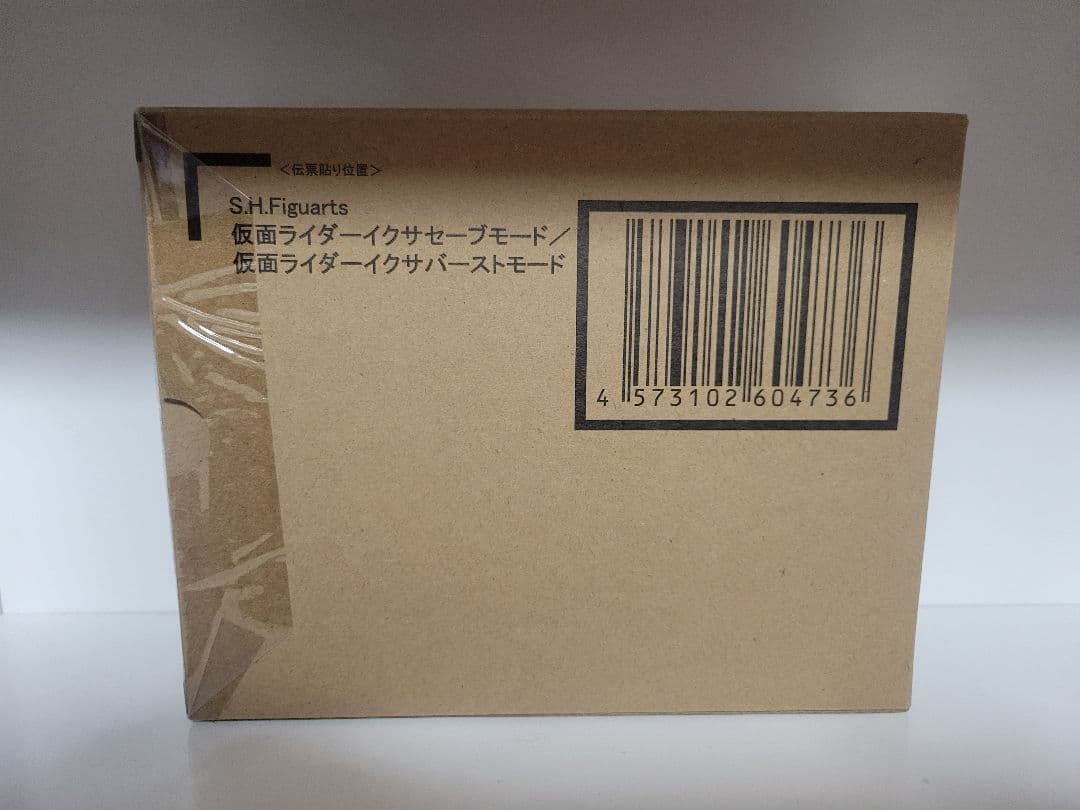 <伝票貼り位置>
S.H.Figuarts
仮面ライダーイクサセーブモード/
仮面ライダーイクサバーストモード
4 573102 604736